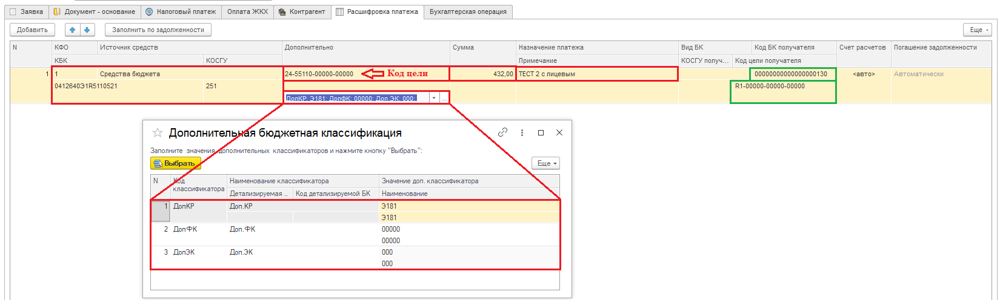 Заявка Документ - основание Налоговый платеж Оплата ЖКХ Контрагент Расшифровка платежа Бухгалтерская операция
Добавить Заполнить по задолженности Еще
N КФО Источник средств Дополнительно Сумма Назначение платежа Вид БК Код БК получателя Счет расчетов Погашение задолженности
КБК КОСГУ Примечание КОСГУ получ... Код цели получателя
1 1 Средства бюджета 24-55110-00000-00000 Код цели 432,00 ТЕСТ 2 с лицевым 00000000000000000130 <авто> Автоматически
0412640Э1R5110521 251 R1-00000-00000-00000
ДопКР: Э181; ДопФК: 00000; Доп.ЭК: 000; ...
Дополнительная бюджетная классификация
Заполните значения дополнительных классификаторов и нажмите кнопку "Выбрать":
Выбрать Еще
N Код классификатора Наименование классификатора Значение доп. классификатора
Детализируемая ... Код детализируемой БК Наименование
1 ДопКР Доп.КР Э181
Э181
2 ДопФК Доп.ФК 00000
00000
3 ДопЭК Доп.ЭК 000
000